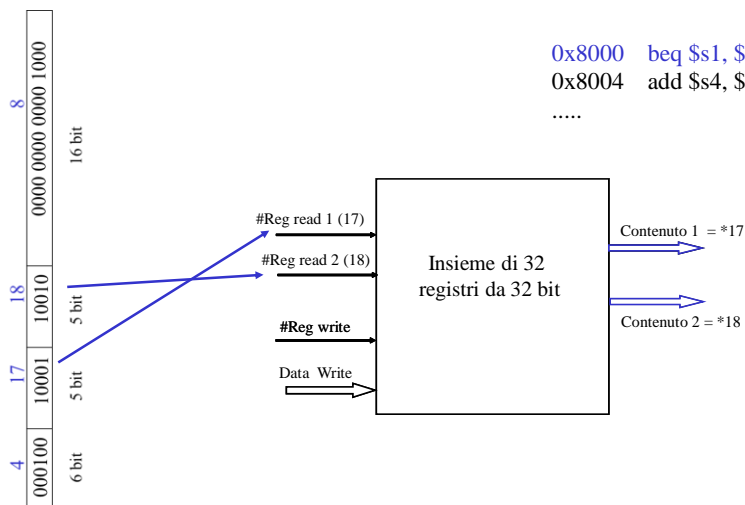 0x8000 beq $s1, $
0x8004 add $s4, $
.....
8
0000 0000 0000 1000
16 bit
18
10010
5 bit
17
10001
5 bit
4
000100
6 bit
#Reg read 1 (17)
#Reg read 2 (18)
#Reg write
Data Write
Insieme di 32
registri da 32 bit
Contenuto 1 = *17
Contenuto 2 = *18